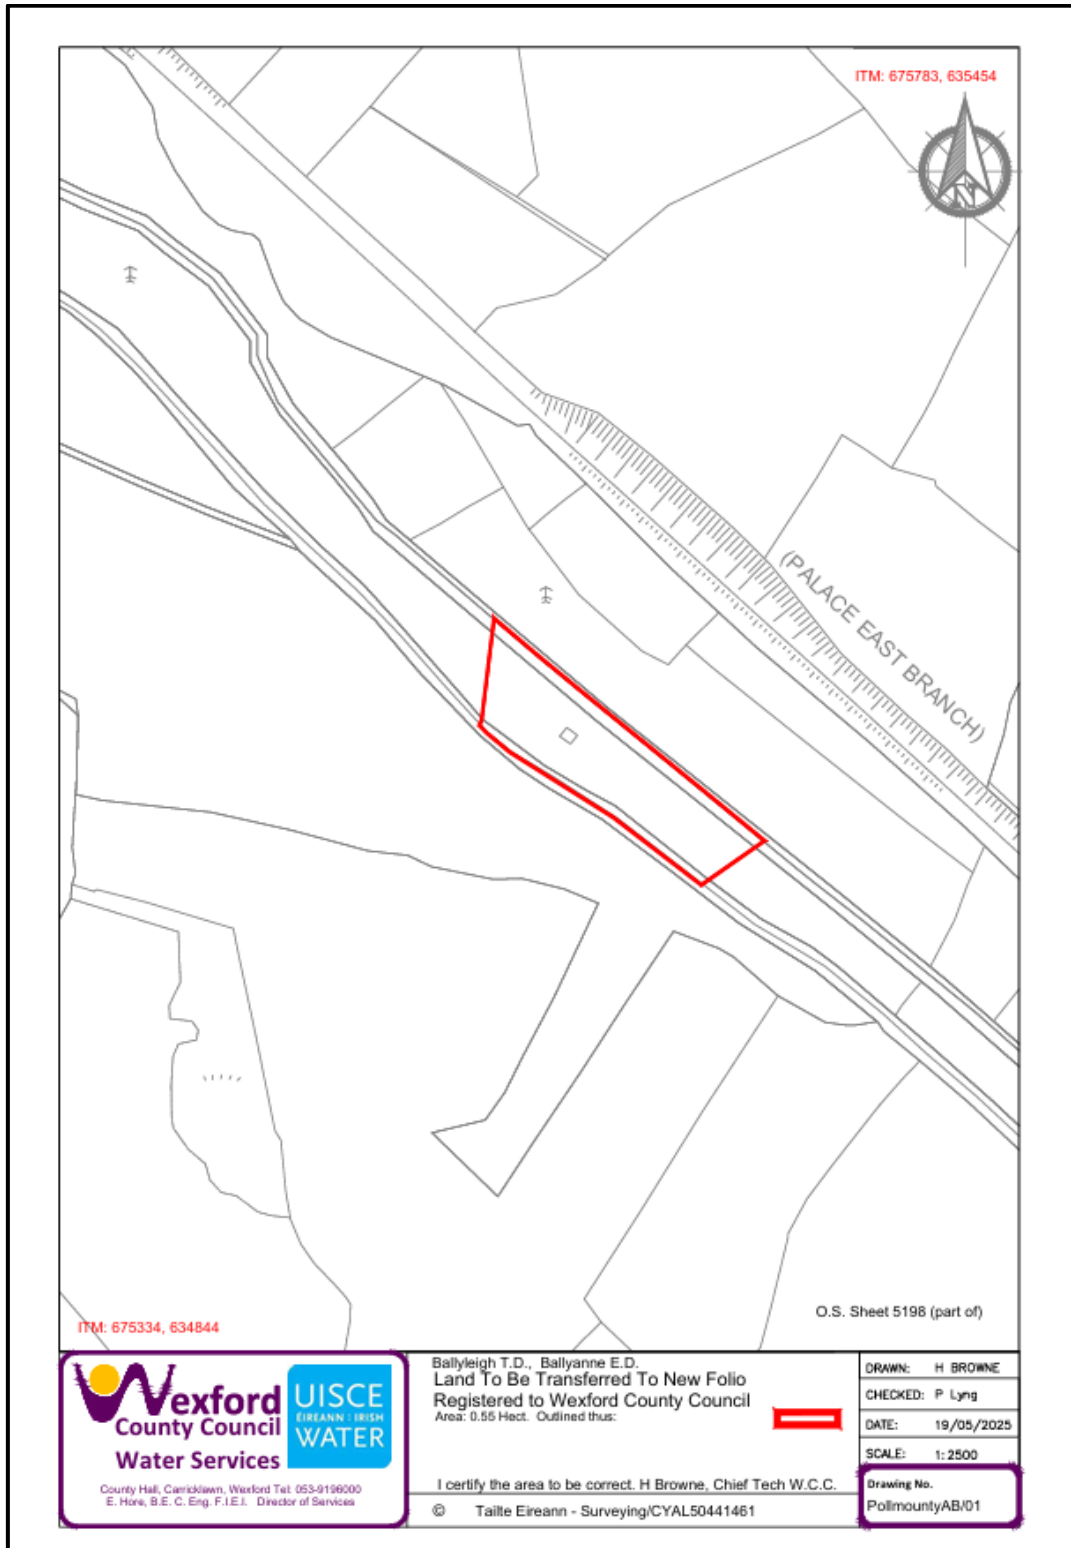 ITM: 675783, 635454
N
(PALACE EAST BRANCH)
O.S. Sheet 5198 (part of)
ITM: 675334, 634844
Wexford
County Council
Water Services
UISCE
ÉIREANN : IRISH
WATER
County Hall, Carricklawn, Wexford Tel: 053-9196000
E. Hore, B.E. C. Eng. F.I.E.I. Director of Services
Ballyleigh T.D., Ballyanne E.D.
Land To Be Transferred To New Folio
Registered to Wexford County Council
Area: 0.55 Hect. Outlined thus:
I certify the area to be correct. H Browne, Chief Tech W.C.C.
© Tailte Eireann - Surveying/CYAL50441461
DRAWN: H BROWNE
CHECKED: P Lyng
DATE: 19/05/2025
SCALE: 1:2500
Drawing No.
PollmountyAB/01